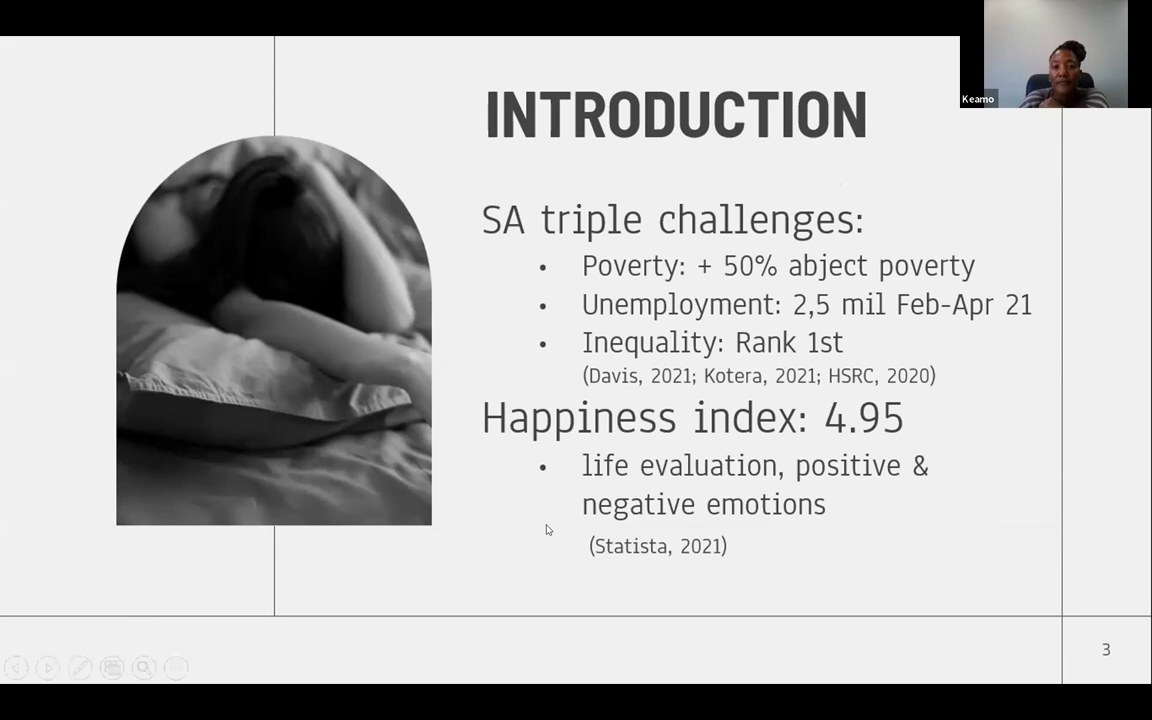 Keamo
INTRODUCTION
SA triple challenges:
• Poverty: + 50% abject poverty
• Unemployment: 2,5 mil Feb-Apr 21
• Inequality: Rank 1st
(Davis, 2021; Kotera, 2021; HSRC, 2020)
Happiness index: 4.95
• life evaluation, positive &
negative emotions
(Statista, 2021)
3